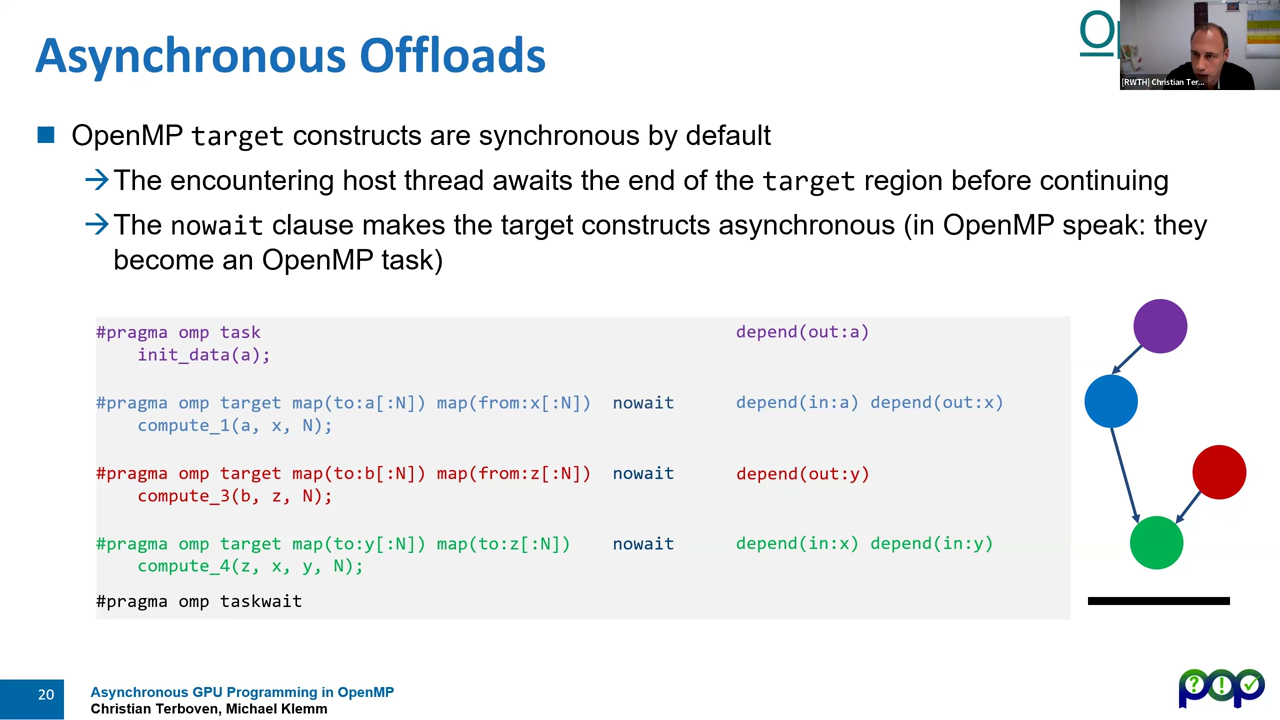 Asynchronous Offloads
[RWTH] Christian Ter...
OpenMP target constructs are synchronous by default
The encountering host thread awaits the end of the target region before continuing
The nowait clause makes the target constructs asynchronous (in OpenMP speak: they
become an OpenMP task)
#pragma omp task depend(out:a)
init_data(a);
#pragma omp target map(to:a[:N]) map(from:x[:N]) nowait depend(in:a) depend(out:x)
compute_1(a, x, N);
#pragma omp target map(to:b[:N]) map(from:z[:N]) nowait depend(out:y)
compute_3(b, z, N);
#pragma omp target map(to:y[:N]) map(to:z[:N]) nowait depend(in:x) depend(in:y)
compute_4(z, x, y, N);
#pragma omp taskwait
20
Asynchronous GPU Programming in OpenMP
Christian Terboven, Michael Klemm
pop